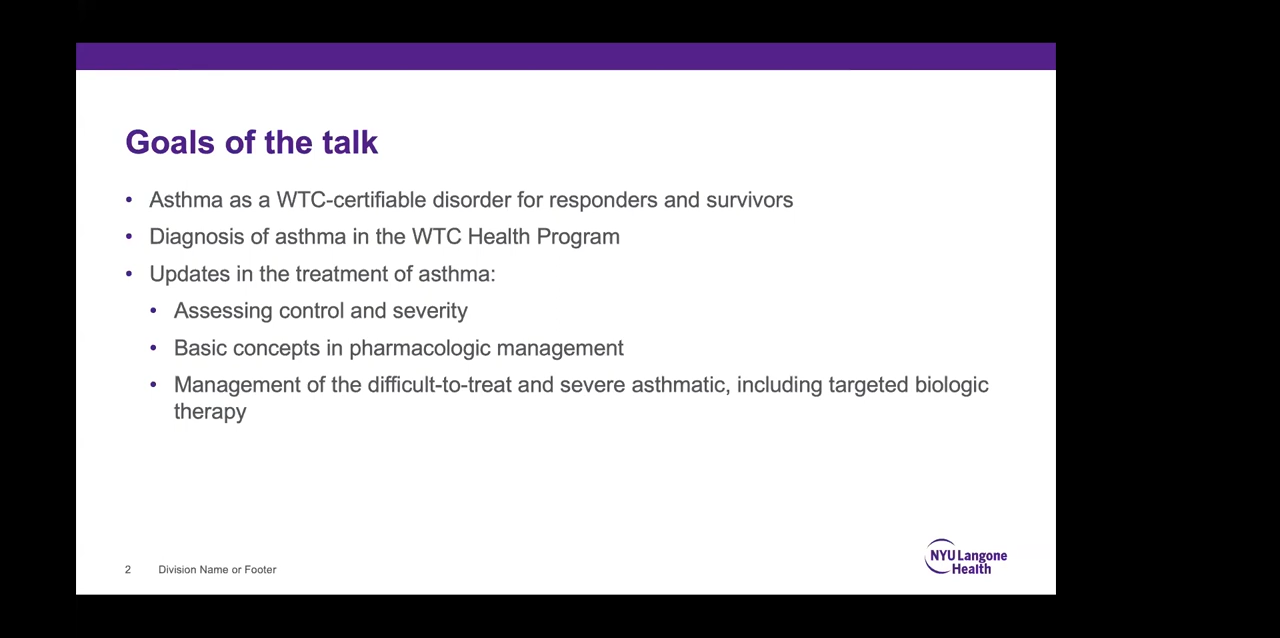 Goals of the talk
• Asthma as a WTC-certifiable disorder for responders and survivors
• Diagnosis of asthma in the WTC Health Program
• Updates in the treatment of asthma:
• Assessing control and severity
• Basic concepts in pharmacologic management
• Management of the difficult-to-treat and severe asthmatic, including targeted biologic
therapy
NYU Langone
Health
2 Division Name or Footer